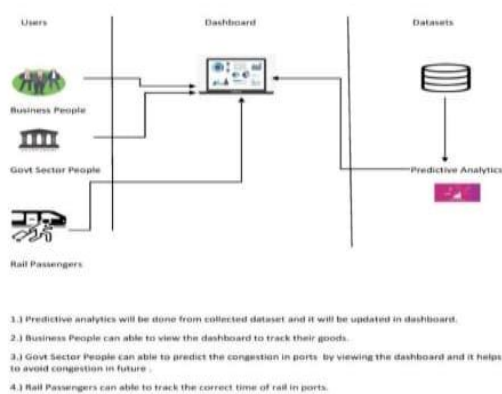 Users Dashboard Datasets
Business People
Govt Sector People
Predictive Analytics
Rail Passengers
1.) Predictive analytics will be done from collected dataset and it will be updated in dashboard.
2.) Business People can able to view the dashboard to track their goods.
3.) Govt Sector People can able to predict the congestion in ports by viewing the dashboard and it helps
to avoid congestion in future .
4.) Rail Passengers can able to track the correct time of rail in ports.